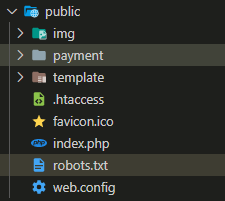 public
img
payment
template
.htaccess
favicon.ico
index.php
robots.txt
web.config